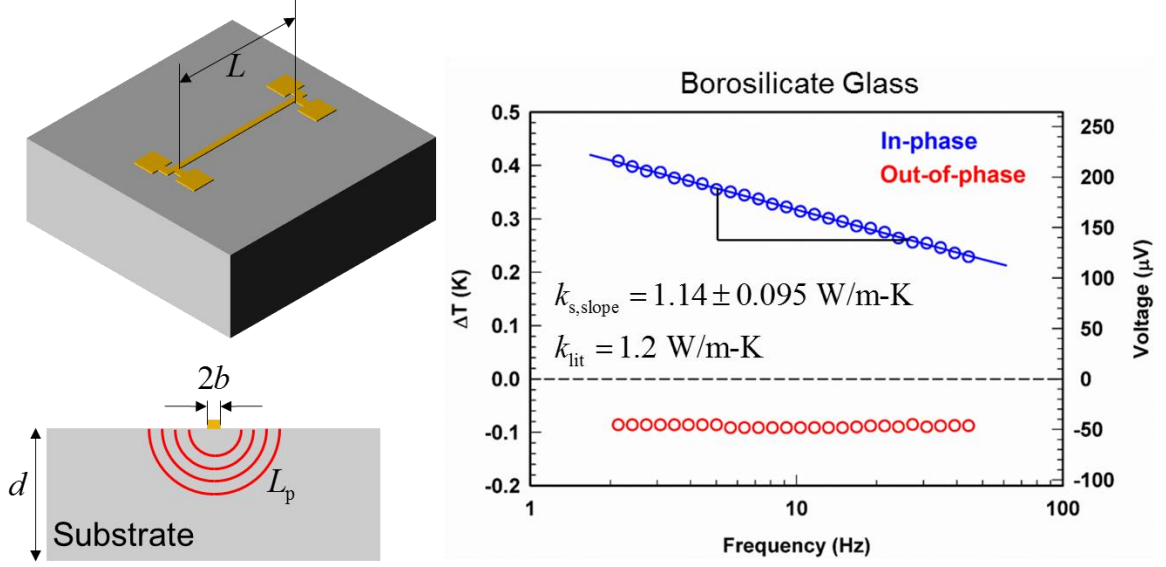 L
2b
d
L_p
Substrate
Borosilicate Glass
In-phase
Out-of-phase
k_s,slope = 1.14 ± 0.095 W/m-K
k_lit = 1.2 W/m-K
ΔT (K)
0.5
0.4
0.3
0.2
0.1
0.0
-0.1
-0.2
1
10
100
Frequency (Hz)
250
200
150
100
50
0
-50
-100
Voltage (μV)